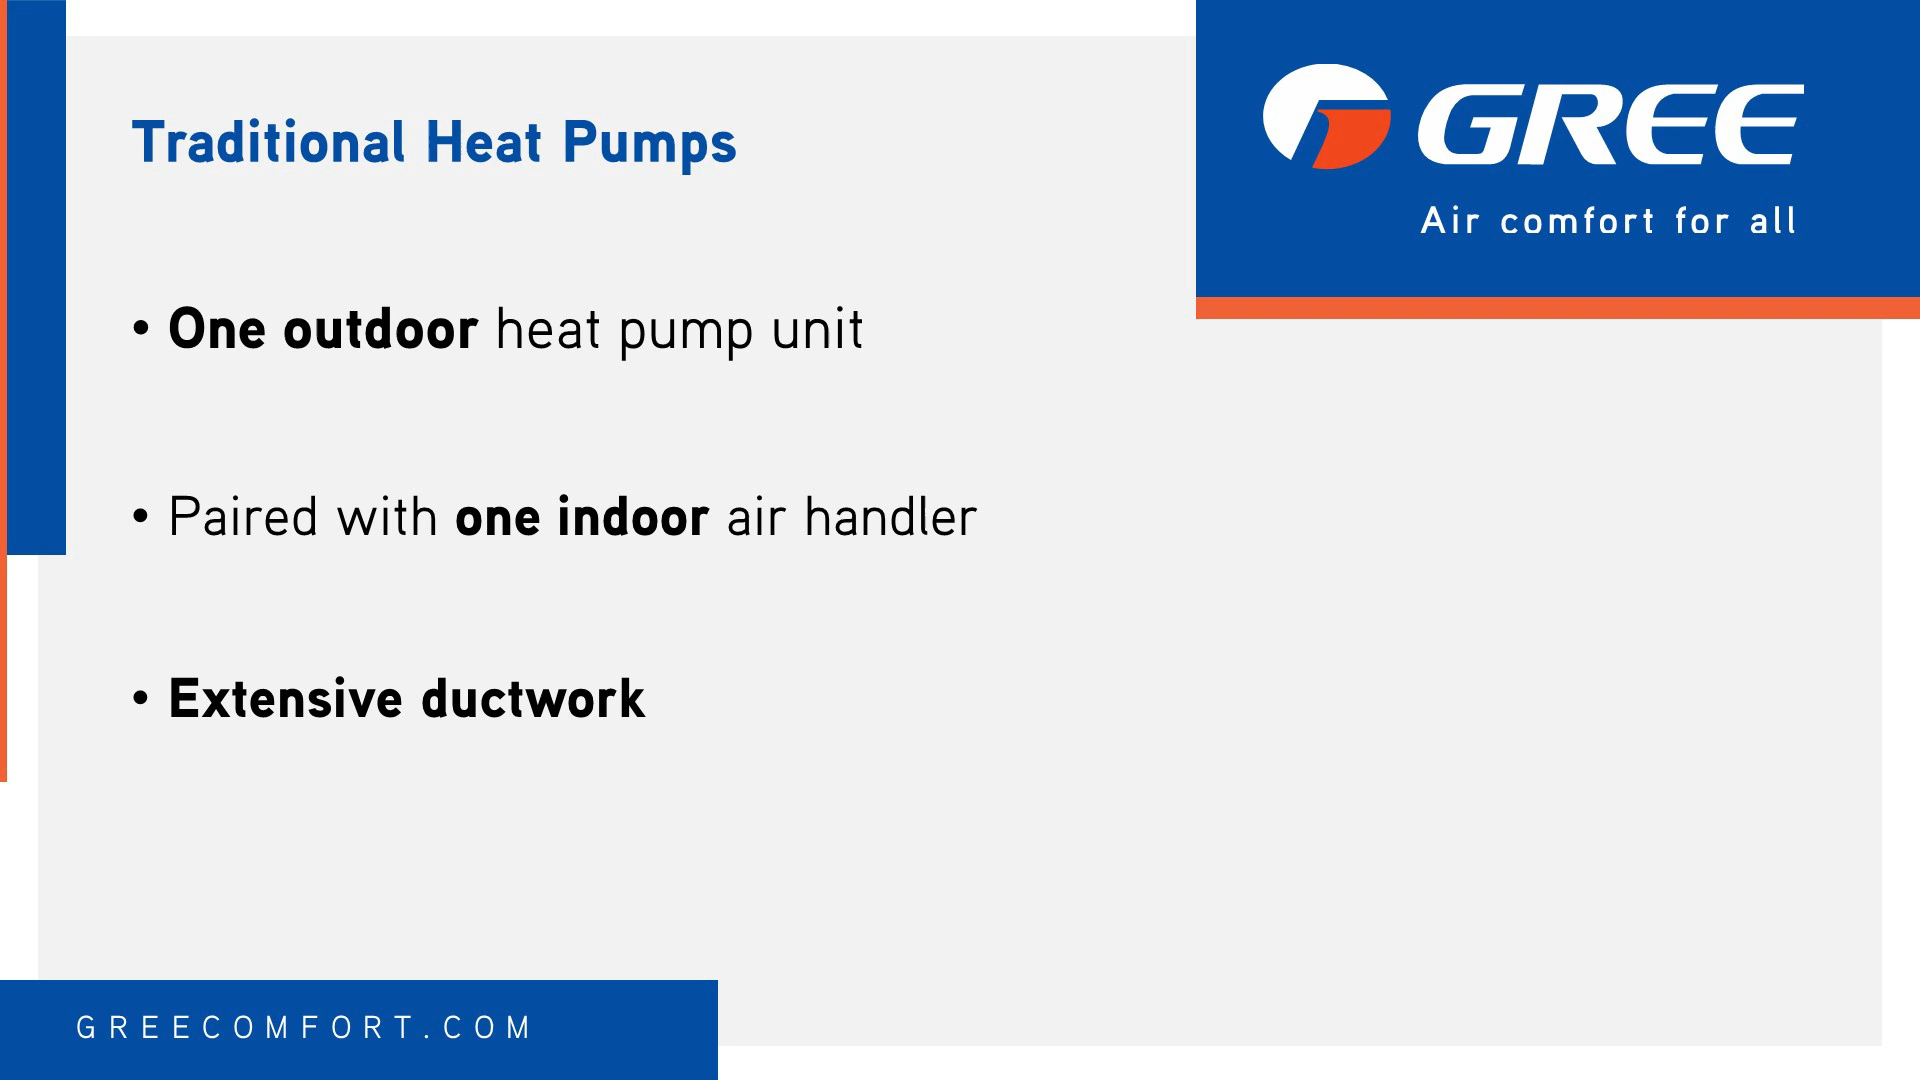 Traditional Heat Pumps
GREE
Air comfort for all
• One outdoor heat pump unit
• Paired with one indoor air handler
• Extensive ductwork
GREECOMFORT.COM